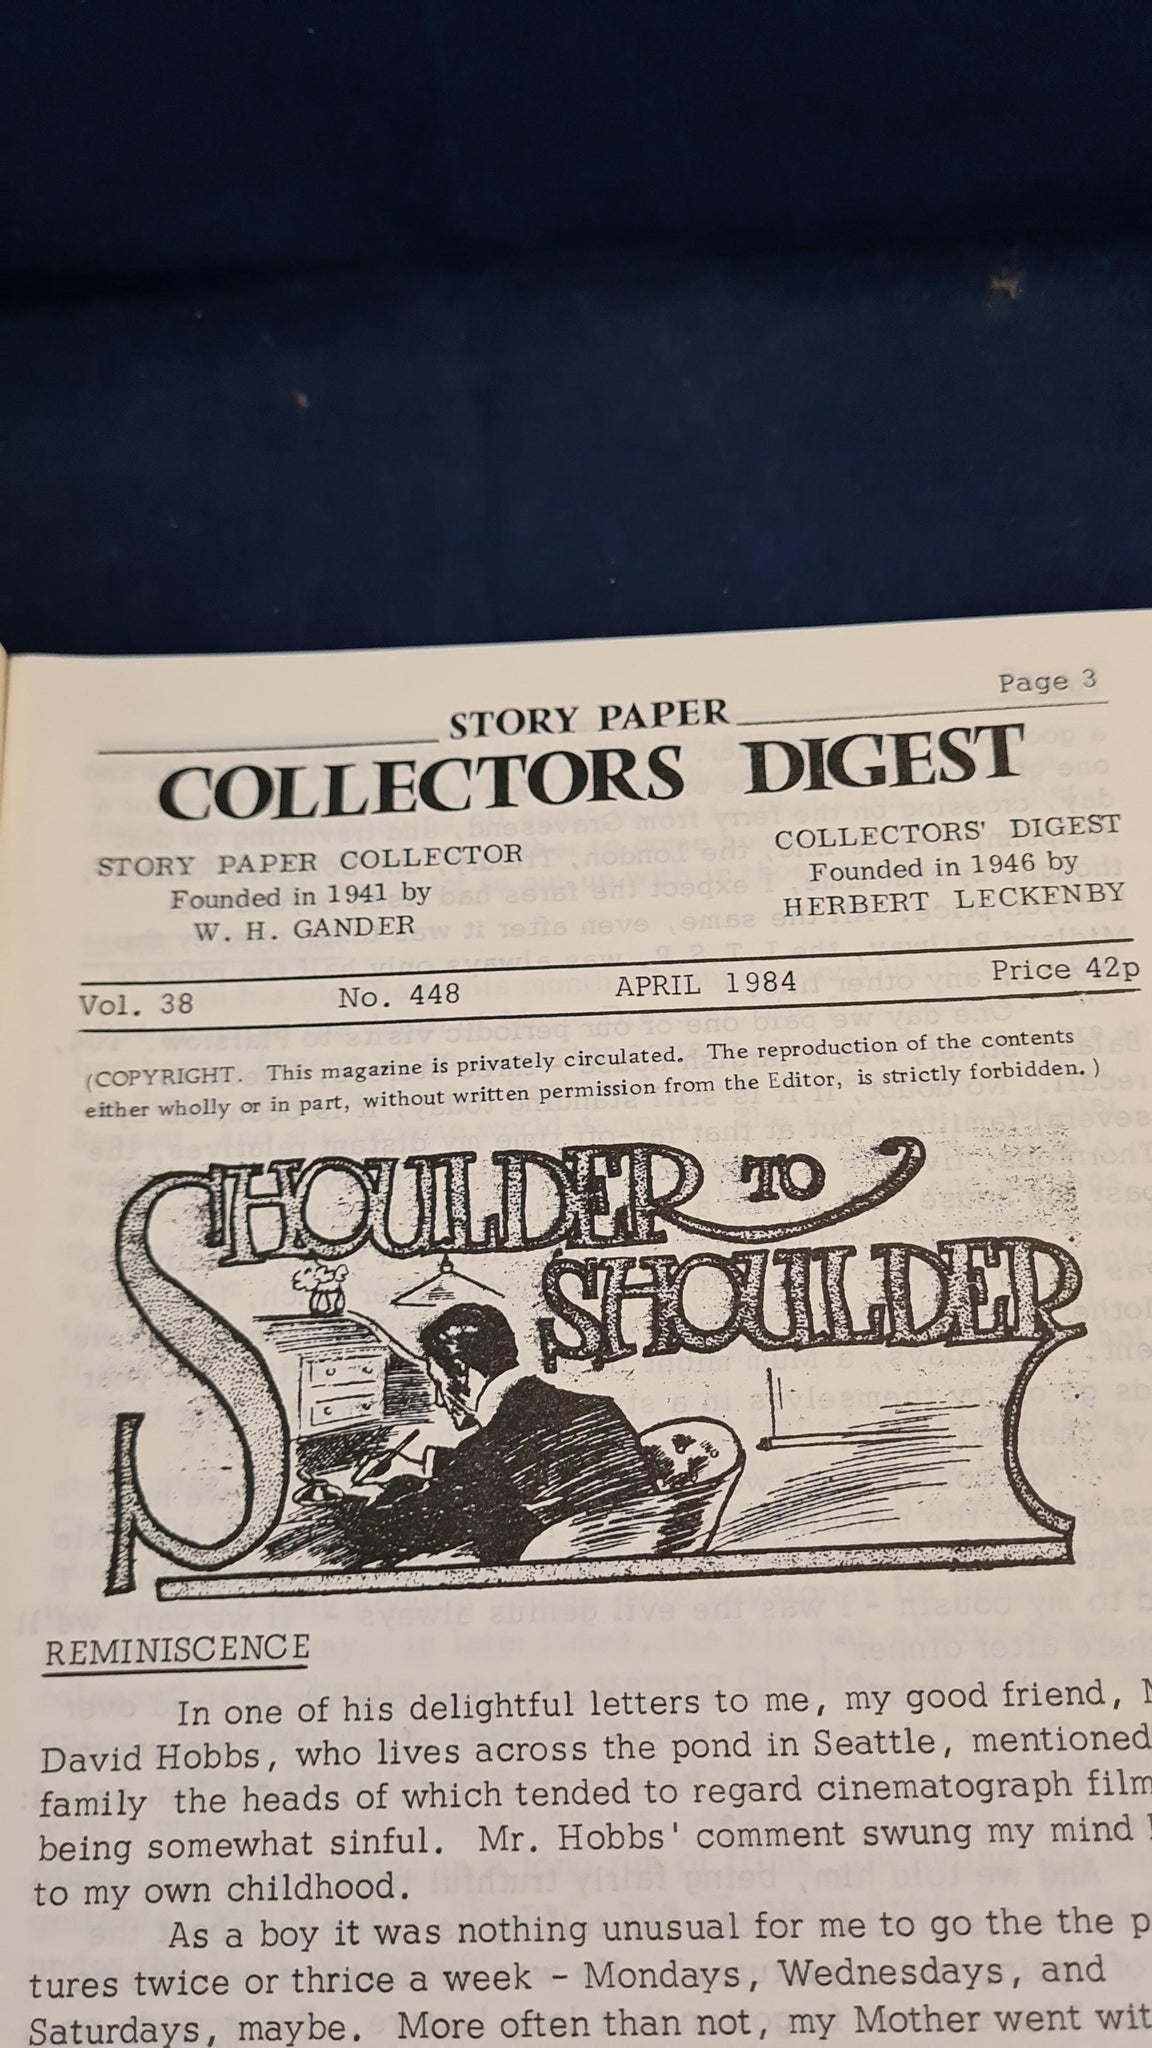 Page 3
STORY PAPER
COLLECTORS DIGEST
STORY PAPER COLLECTOR
Founded in 1941 by
W. H. GANDER
COLLECTORS' DIGEST
Founded in 1946 by
HERBERT LECKENBY
Vol. 38 No. 448 APRIL 1984 Price 42p
(COPYRIGHT. This magazine is privately circulated. The reproduction of the contents
either wholly or in part, without written permission from the Editor, is strictly forbidden.)
SHOULDER TO
SHOULDER
REMINISCENCE
In one of his delightful letters to me, my good friend,
David Hobbs, who lives across the pond in Seattle, mentioned
family the heads of which tended to regard cinematograph film
being somewhat sinful. Mr. Hobbs' comment swung my mind
to my own childhood.
As a boy it was nothing unusual for me to go the the p
tures twice or thrice a week - Mondays, Wednesdays, and
Saturdays, maybe. More often than not, my Mother went wit